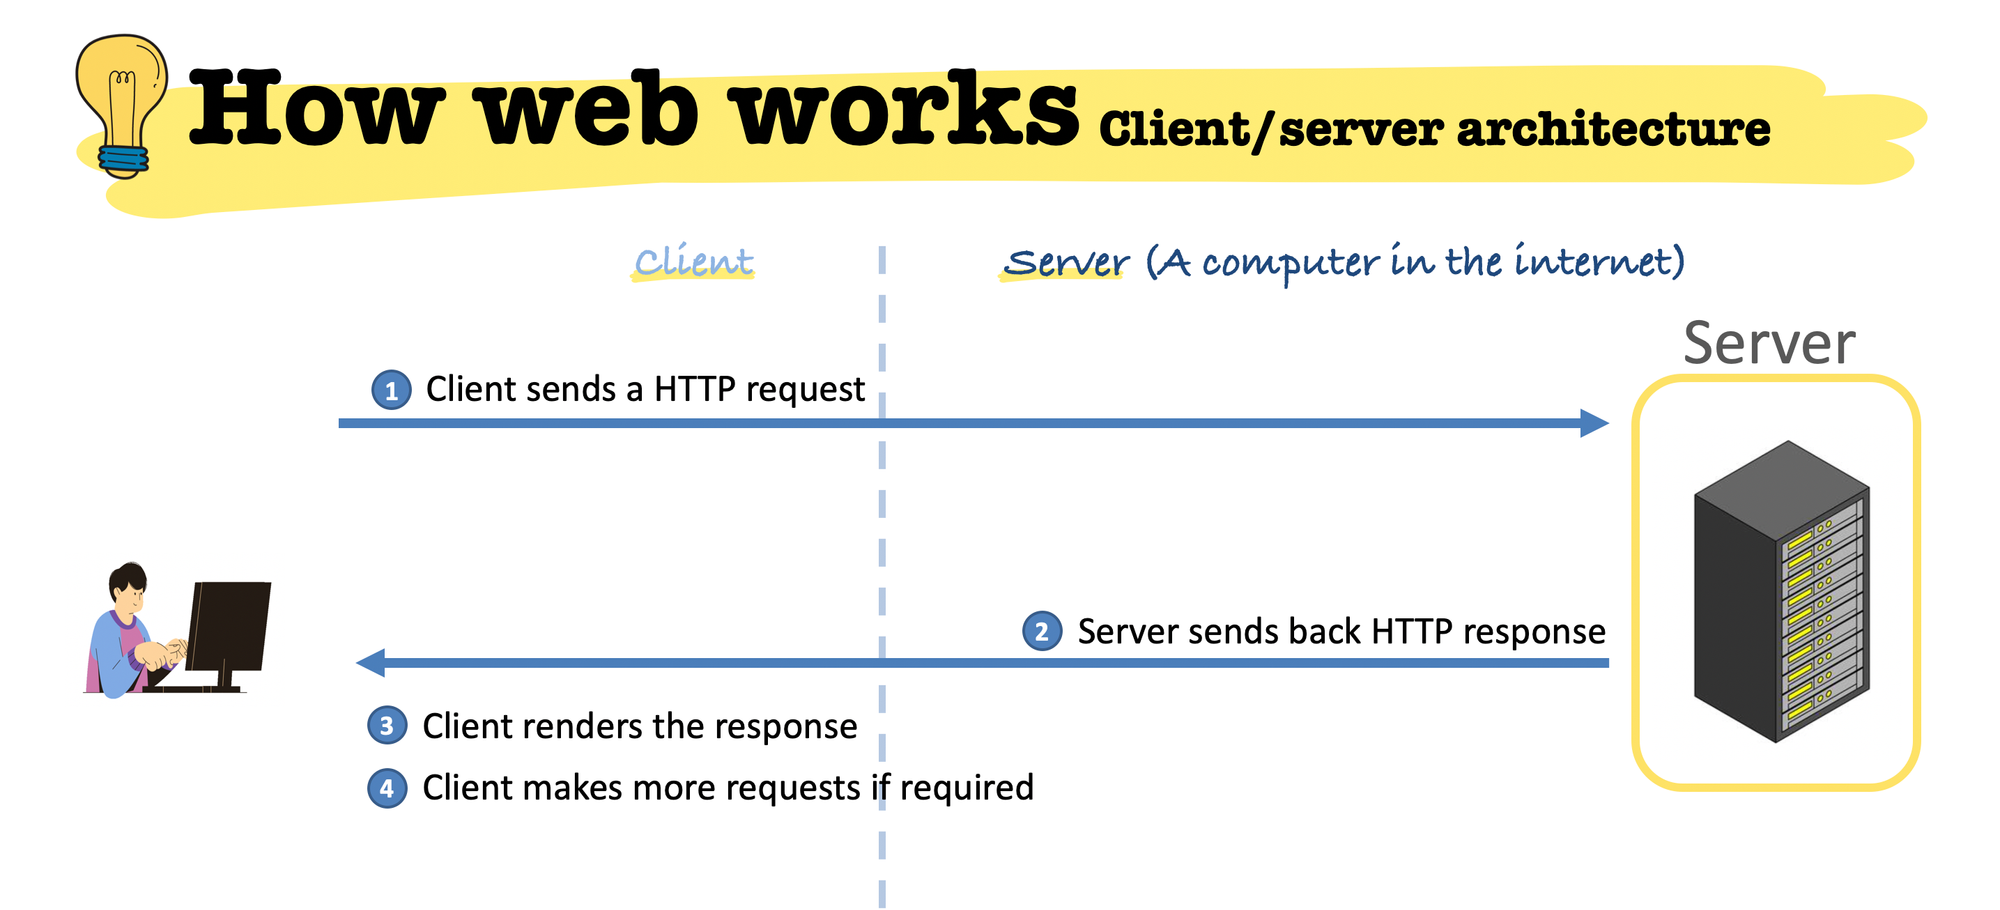 How web works Client/server architecture
Client
Server (A computer in the internet)
Server
1 Client sends a HTTP request
2 Server sends back HTTP response
3 Client renders the response
4 Client makes more requests if required